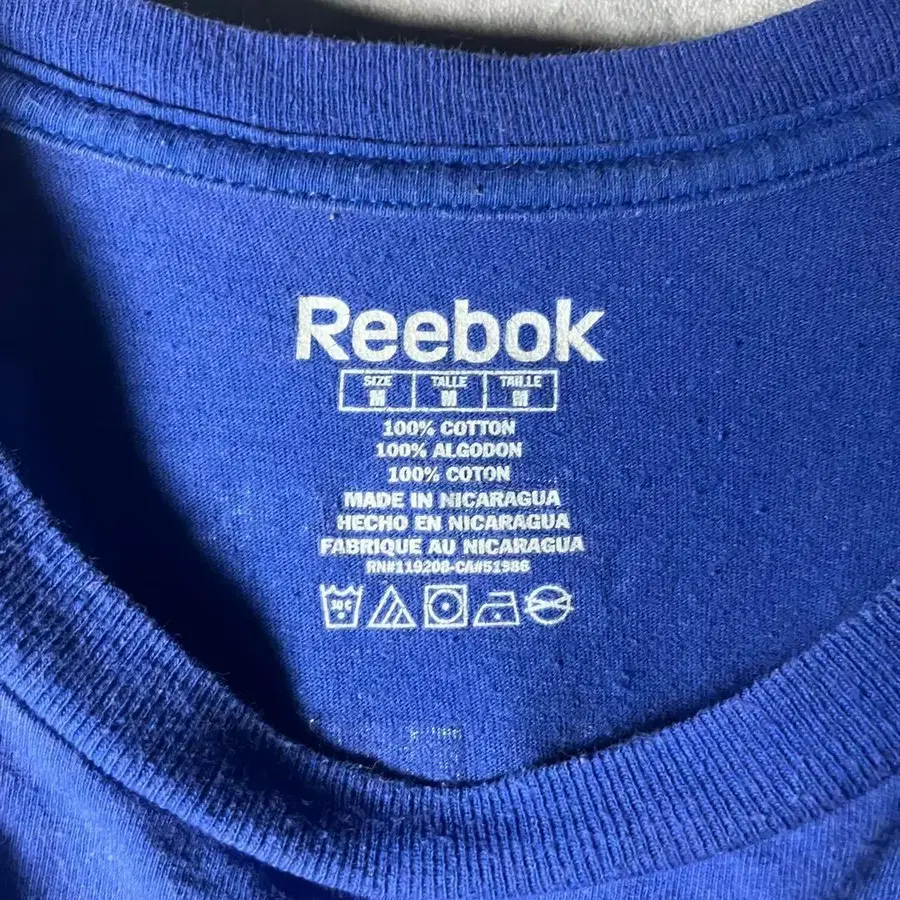 Reebok
SIZE TALLE TAILLE
M M M
100% COTTON
100% ALGODON
100% COTON
MADE IN NICARAGUA
HECHO EN NICARAGUA
FABRIQUE AU NICARAGUA
RN#119208-CA#51986
30 C